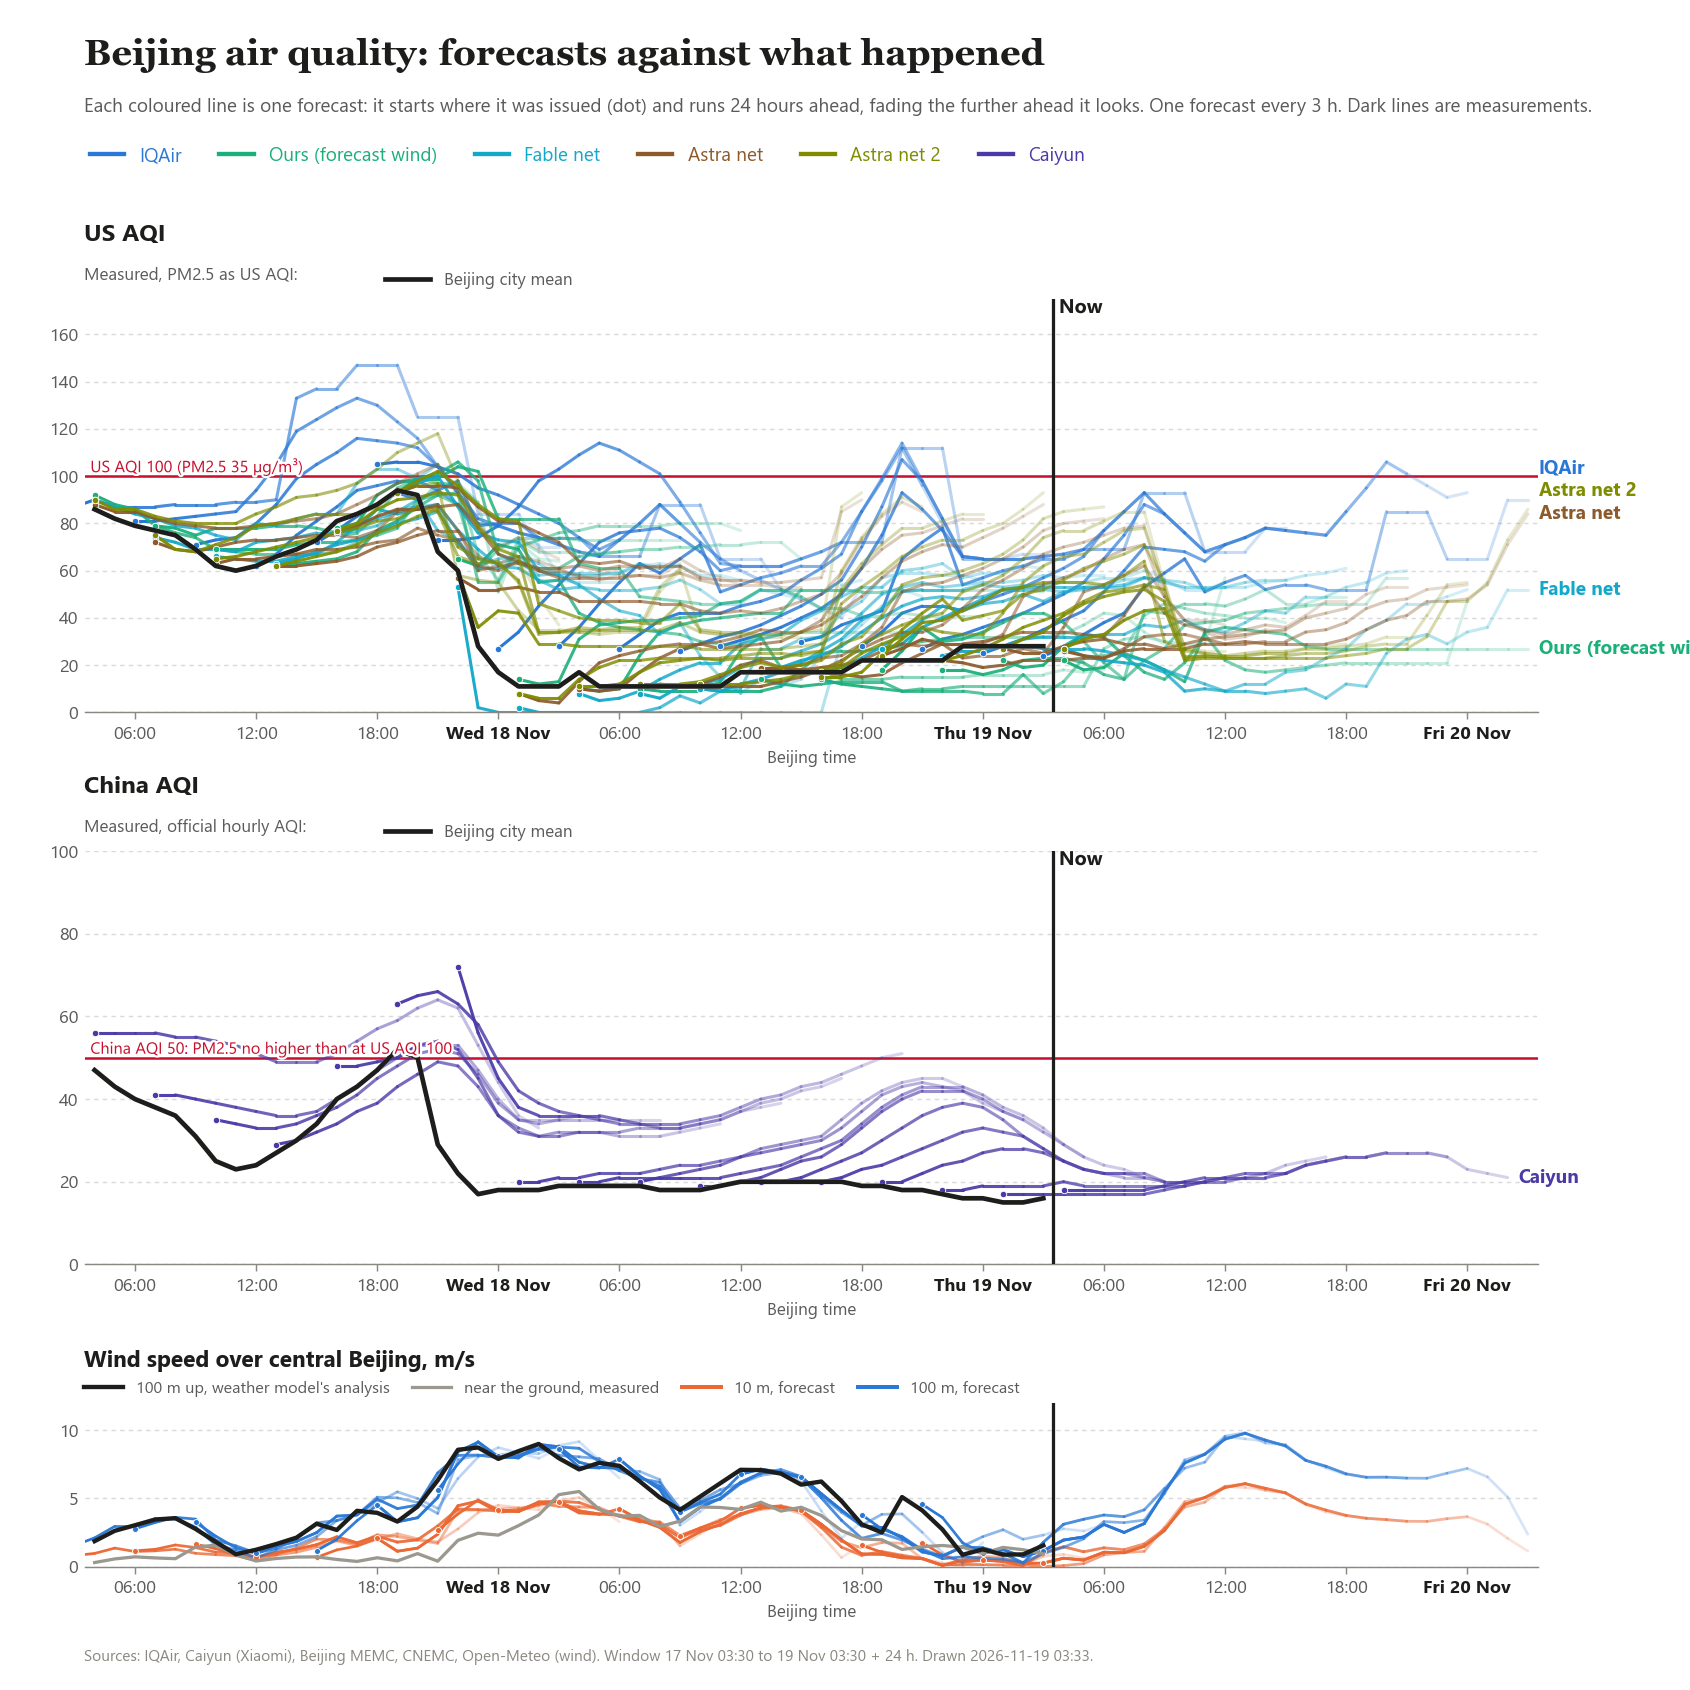 Beijing air quality: forecasts against what happened
Each coloured line is one forecast: it starts where it was issued (dot) and runs 24 hours ahead, fading the further ahead it looks. One forecast every 3 h. Dark lines are measurements.
IQAir Ours (forecast wind) Fable net Astra net Astra net 2 Caiyun
US AQI
Measured, PM2.5 as US AQI: Beijing city mean
Now
160
140
120
100
80
60
40
20
0
US AQI 100 (PM2.5 35 µg/m³)
IQAir
Astra net 2
Astra net
Fable net
Ours (forecast wi
06:00 12:00 18:00 Wed 18 Nov 06:00 12:00 18:00 Thu 19 Nov 06:00 12:00 18:00 Fri 20 Nov
Beijing time
China AQI
Measured, official hourly AQI: Beijing city mean
Now
100
80
60
40
20
0
China AQI 50: PM2.5 no higher than at US AQI 100
Caiyun
06:00 12:00 18:00 Wed 18 Nov 06:00 12:00 18:00 Thu 19 Nov 06:00 12:00 18:00 Fri 20 Nov
Beijing time
Wind speed over central Beijing, m/s
100 m up, weather model's analysis near the ground, measured 10 m, forecast 100 m, forecast
10
5
0
06:00 12:00 18:00 Wed 18 Nov 06:00 12:00 18:00 Thu 19 Nov 06:00 12:00 18:00 Fri 20 Nov
Beijing time
Sources: IQAir, Caiyun (Xiaomi), Beijing MEMC, CNEMC, Open-Meteo (wind). Window 17 Nov 03:30 to 19 Nov 03:30 + 24 h. Drawn 2026-11-19 03:33.